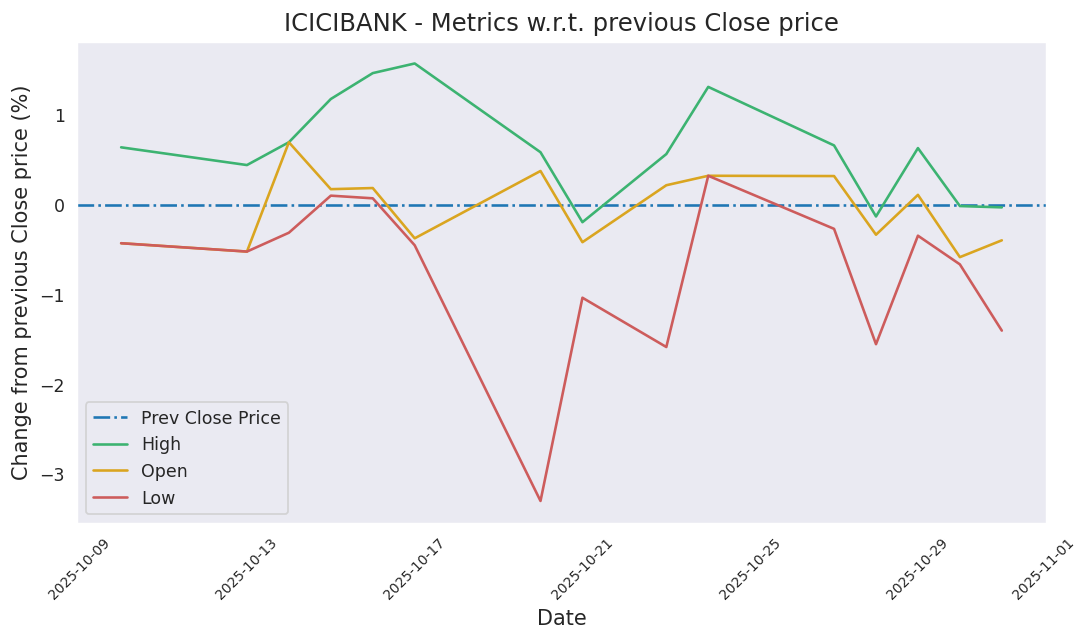 ICICIBANK - Metrics w.r.t. previous Close price
Change from previous Close price (%)
1
0
−1
−2
−3
Prev Close Price
High
Open
Low
2025-10-09
2025-10-13
2025-10-17
2025-10-21
2025-10-25
2025-10-29
2025-11-01
Date